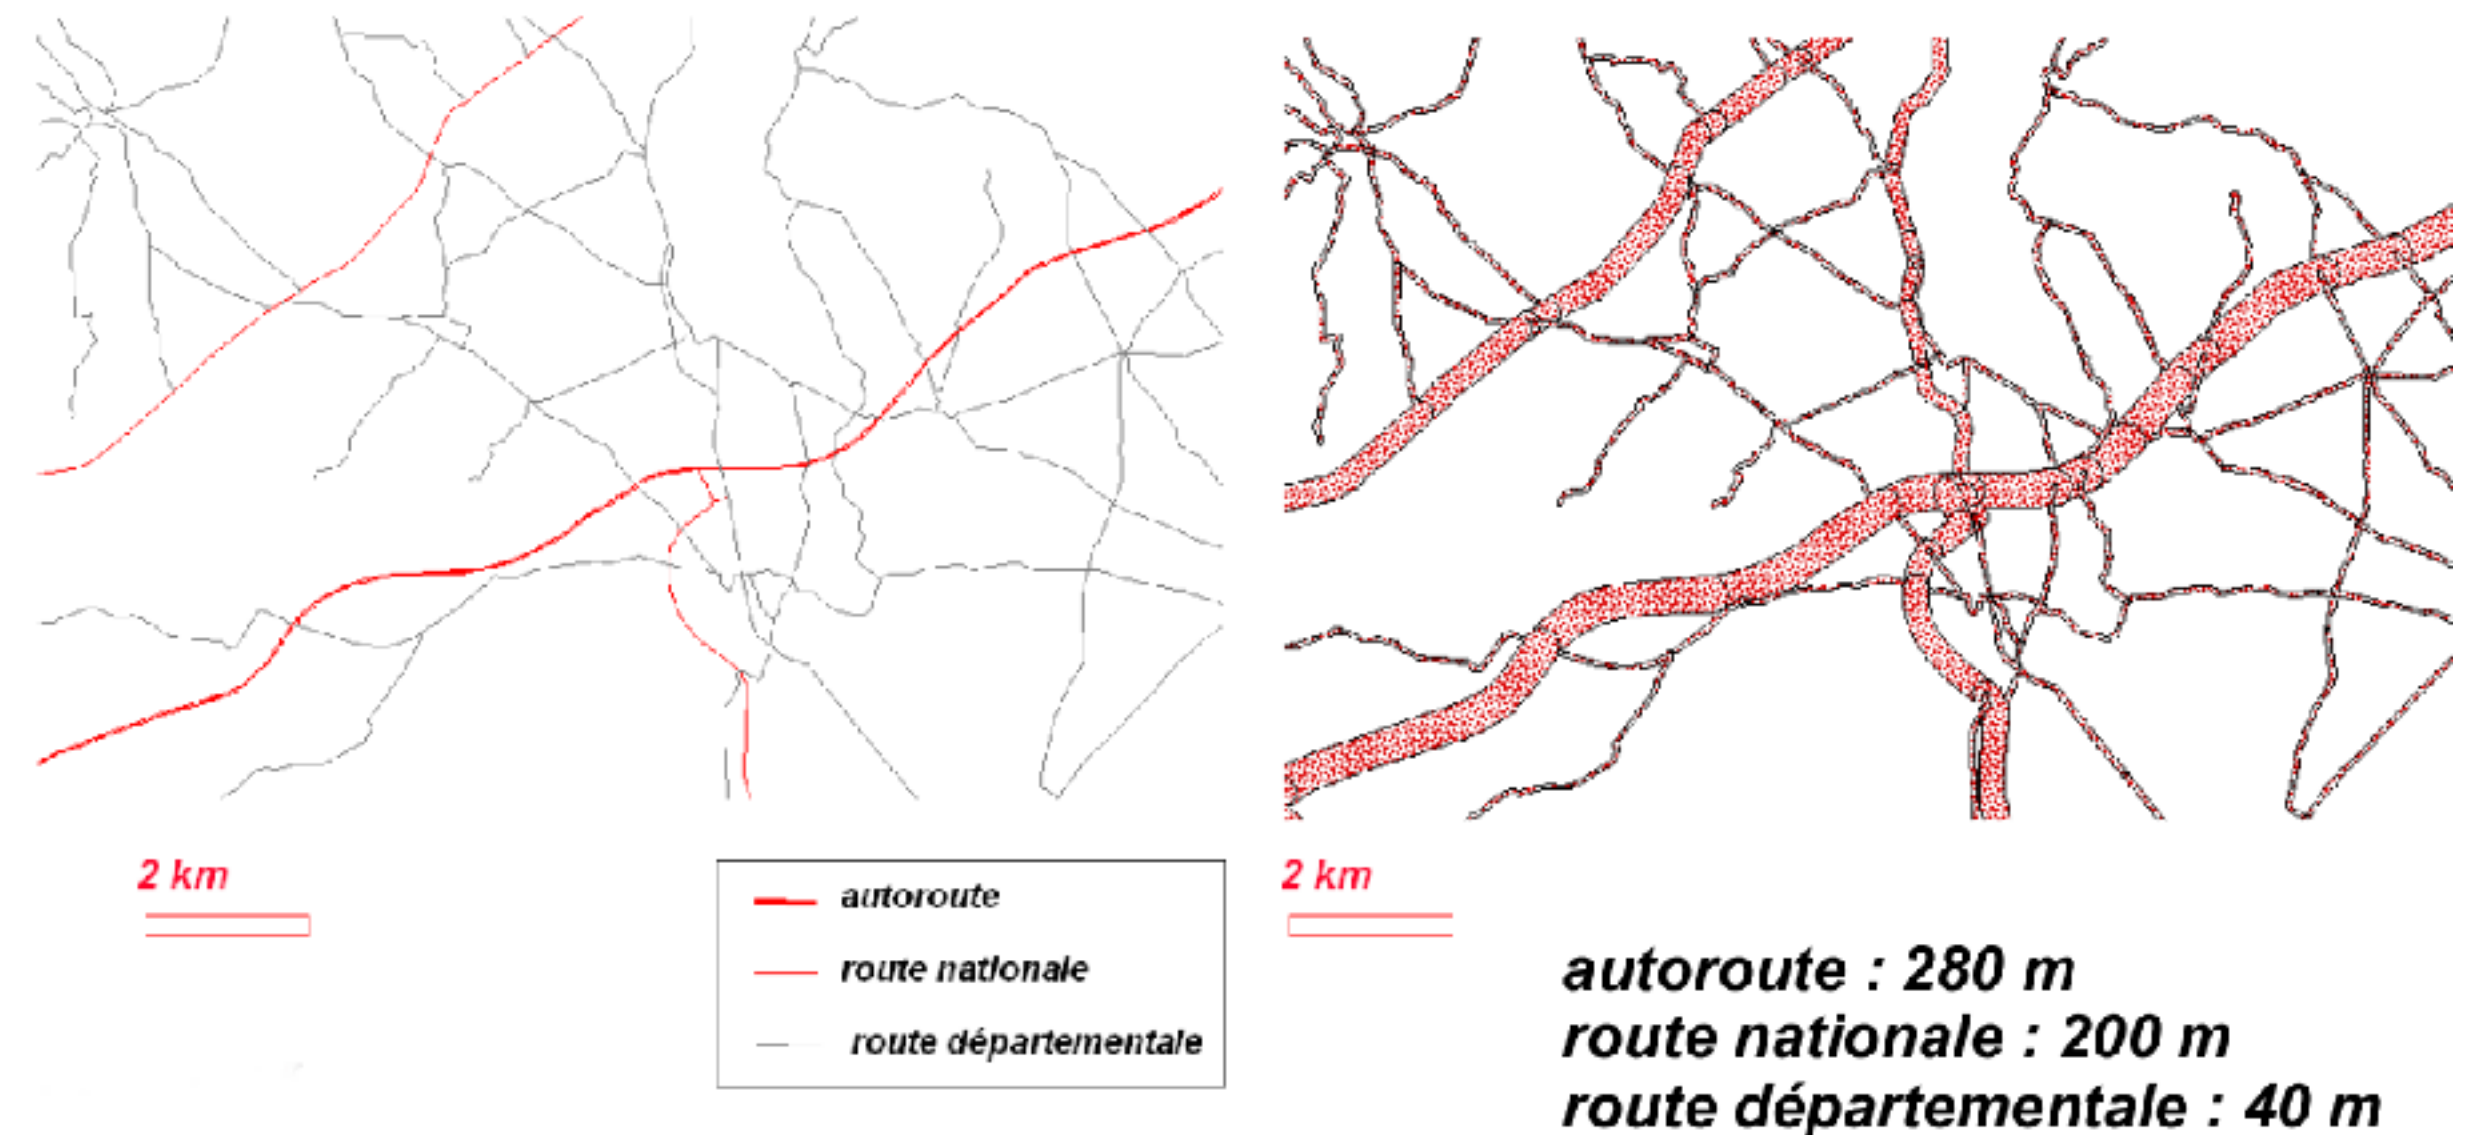 2 km
autoroute
route nationale
route départementale
2 km
autoroute : 280 m
route nationale : 200 m
route départementale : 40 m